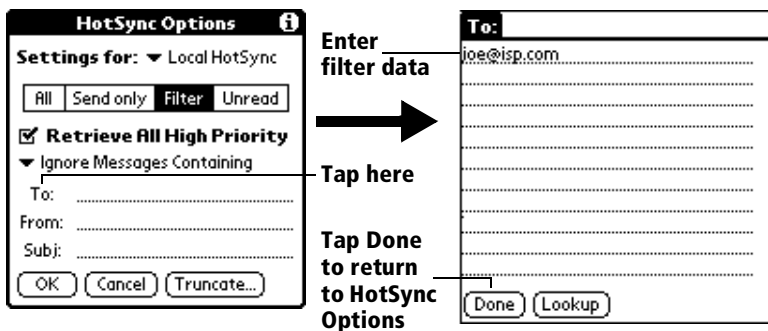 HotSync Options
Settings for: Local HotSync
All Send only Filter Unread
Retrieve All High Priority
Ignore Messages Containing
To:
From:
Subj:
OK Cancel Truncate...
Enter
filter data
Tap here
Tap Done
to return
to HotSync
Options
To:
joe@isp.com
Done Lookup